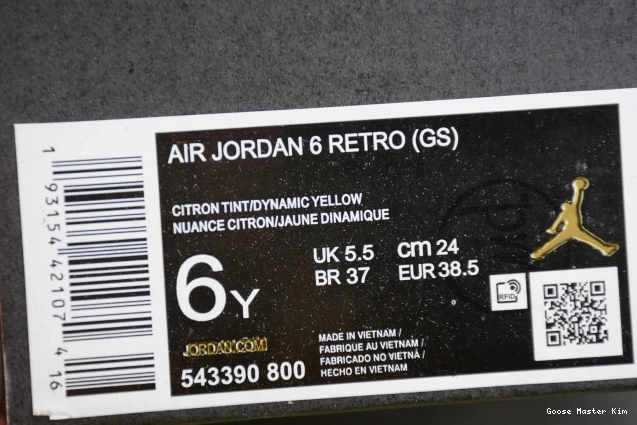 AIR JORDAN 6 RETRO (GS)
CITRON TINT/DYNAMIC YELLOW
NUANCE CITRON/JAUNE DINAMIQUE
6Y
UK 5.5 cm 24
BR 37 EUR 38.5
RFID
JORDAN.COM
543390 800
MADE IN VIETNAM /
FABRIQUE AU VIETNAM /
FABRICADO NO VIETNÃ /
HECHO EN VIETNAM
1 93154 42107 4 16
Goose Master Kim